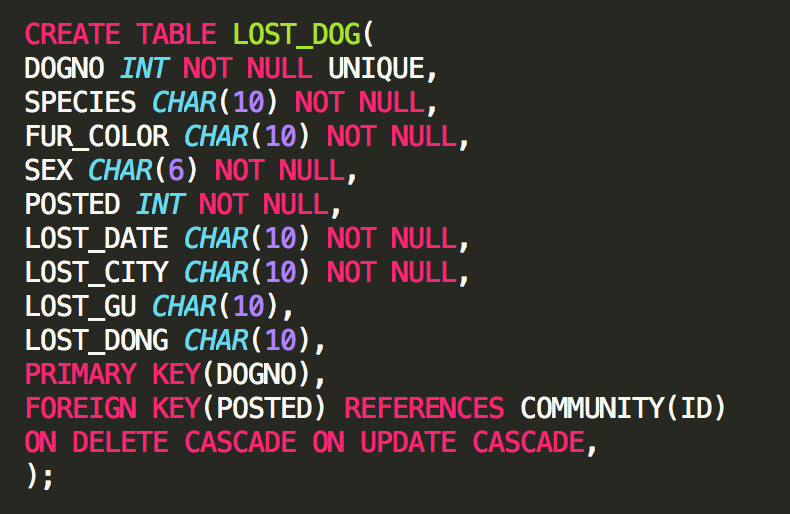 CREATE TABLE LOST_DOG(
DOGNO INT NOT NULL UNIQUE,
SPECIES CHAR(10) NOT NULL,
FUR_COLOR CHAR(10) NOT NULL,
SEX CHAR(6) NOT NULL,
POSTED INT NOT NULL,
LOST_DATE CHAR(10) NOT NULL,
LOST_CITY CHAR(10) NOT NULL,
LOST_GU CHAR(10),
LOST_DONG CHAR(10),
PRIMARY KEY(DOGNO),
FOREIGN KEY(POSTED) REFERENCES COMMUNITY(ID)
ON DELETE CASCADE ON UPDATE CASCADE,
);